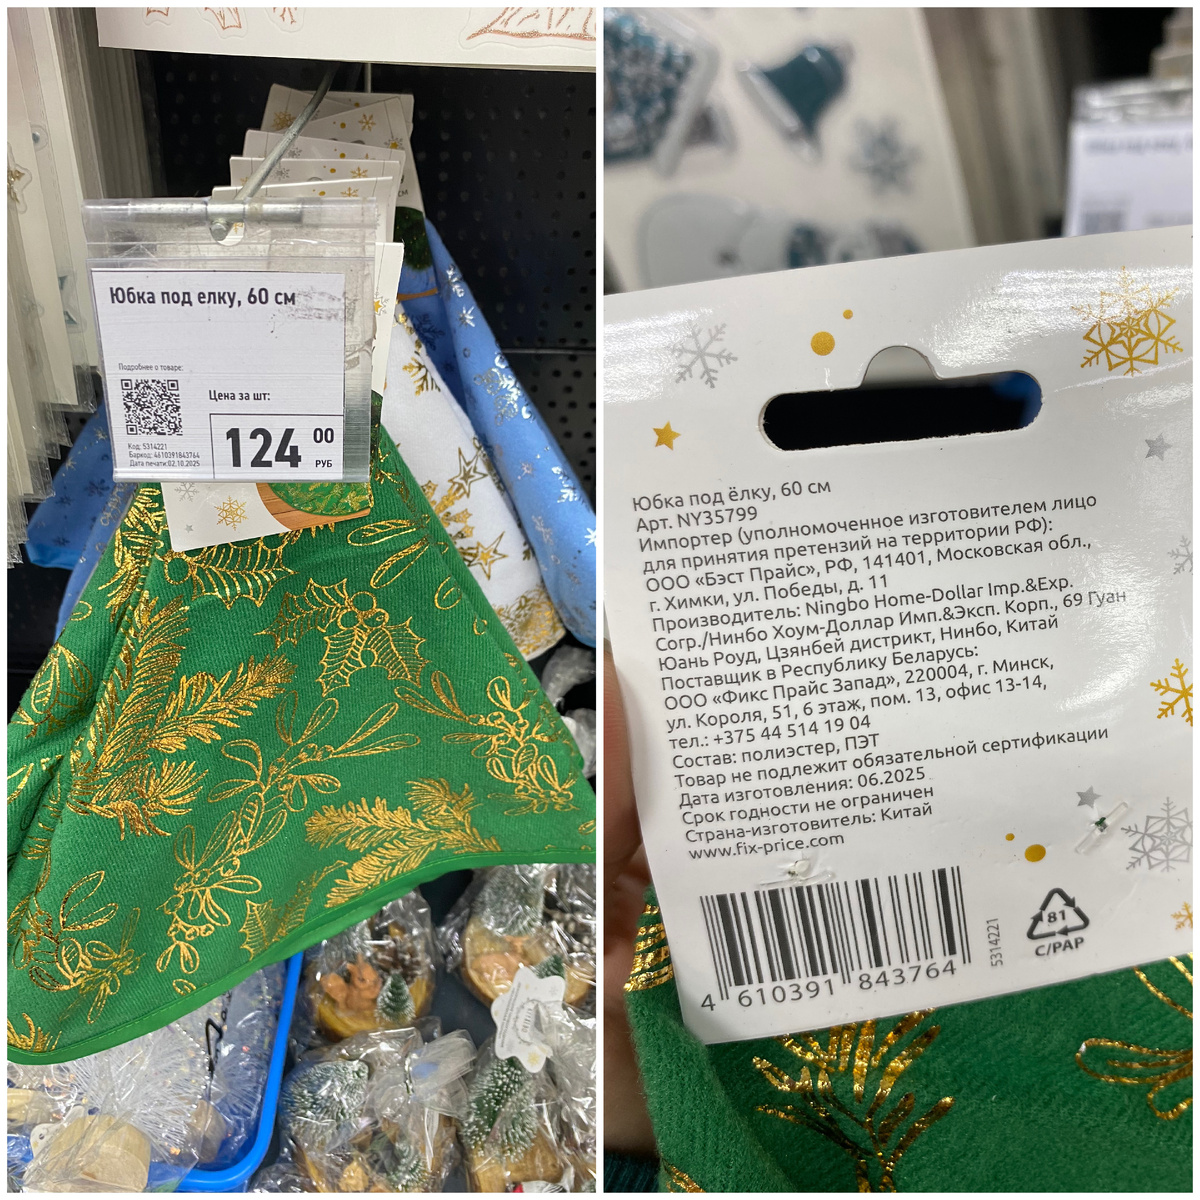 Юбка под елку, 60 см
Подробнее о товаре:
Цена за шт:
124 00
РУБ
Код: 5314221
Баркод: 4610391843764
Дата печати:02.10.2025
Юбка под ёлку, 60 см
Арт. NY35799
Импортер (уполномоченное изготовителем лицо
для принятия претензий на территории РФ):
ООО «Бэст Прайс», РФ, 141401, Московская обл.,
г. Химки, ул. Победы, д. 11
Производитель: Ningbo Home-Dollar Imp.&Exp.
Corp./Нинбо Хоум-Доллар Имп.&Эксп. Корп., 69 Гуан
Юань Роуд, Цзянбей дистрикт, Нинбо, Китай
Поставщик в Республику Беларусь:
ООО «Фикс Прайс Запад», 220004, г. Минск,
ул. Короля, 51, 6 этаж, пом. 13, офис 13-14,
тел.: +375 44 514 19 04
Состав: полиэстер, ПЭТ
Товар не подлежит обязательной сертификации
Дата изготовления: 06.2025
Срок годности не ограничен
Страна-изготовитель: Китай
www.fix-price.com
4 610391 843764
5314221
81
C/PAP